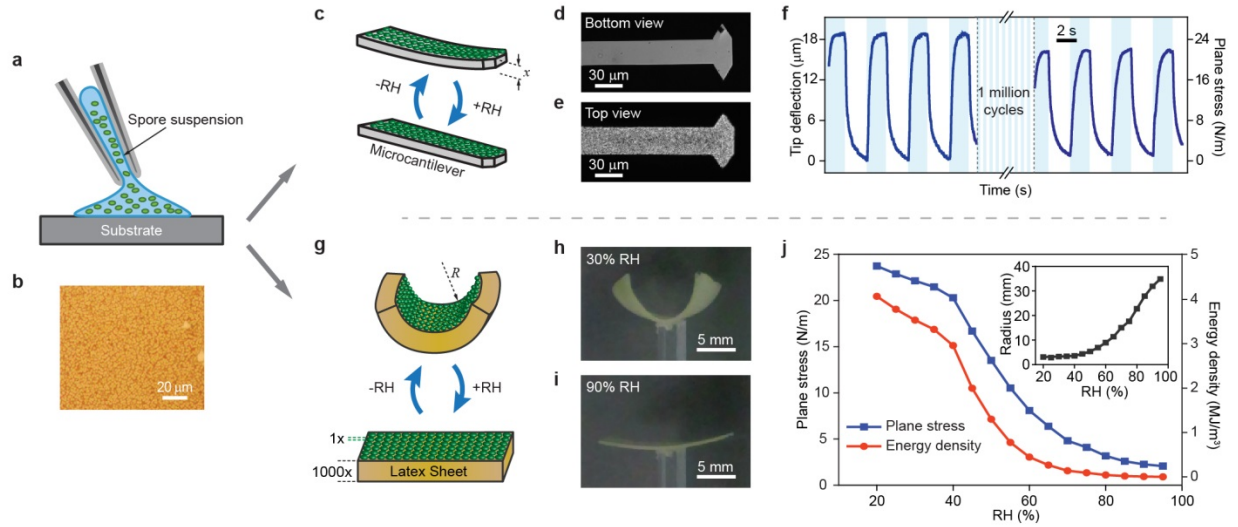 a
Spore suspension
Substrate
b
20 μm
c
x
-RH
+RH
Microcantilever
d
Bottom view
30 μm
e
Top view
30 μm
f
2 s
1 million
cycles
18
12
6
0
Tip deflection (μm)
24
16
8
0
Plane stress (N/m)
Time (s)
g
R
-RH
+RH
1x
1000x
Latex Sheet
h
30% RH
5 mm
i
90% RH
5 mm
j
25
20
15
10
5
0
Plane stress (N/m)
5
4
3
2
1
0
Energy density (MJ/m³)
20 40 60 80 100
RH (%)
Plane stress
Energy density
40
30
20
10
0
Radius (mm)
20 40 60 80 100
RH (%)